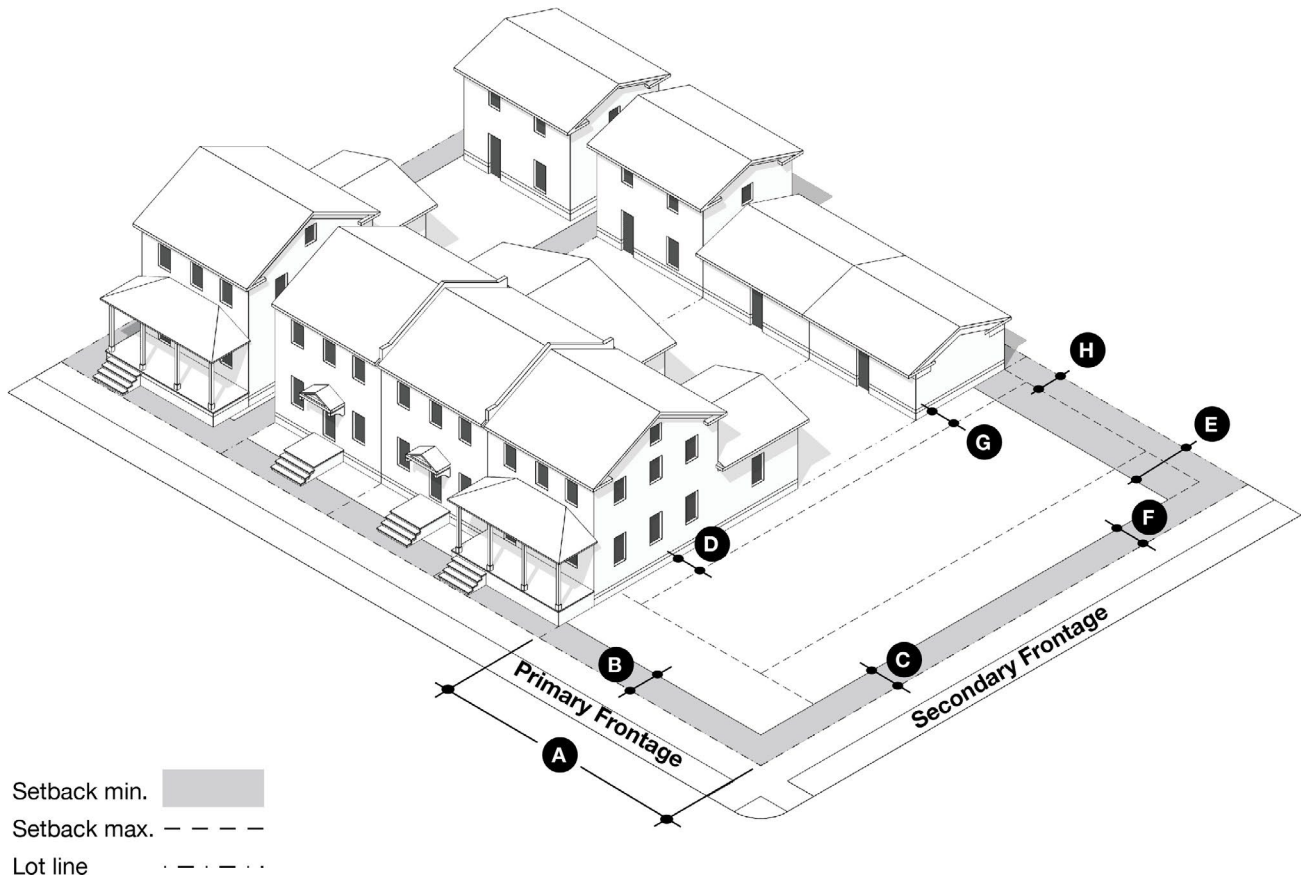 H
E
G
F
D
B
C
Primary Frontage
Secondary Frontage
A
Setback min.
Setback max.
Lot line